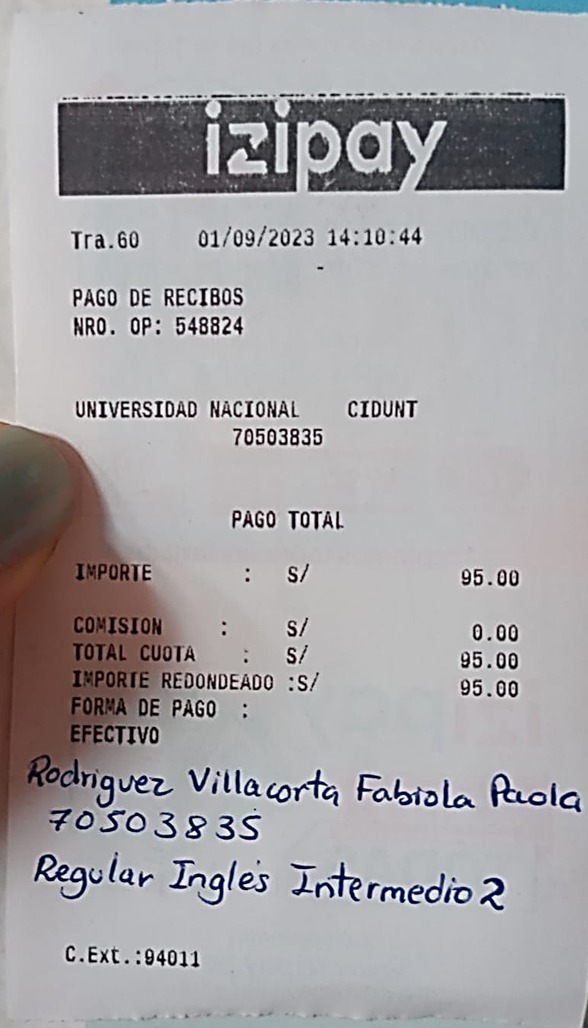 izipay
Tra.60 01/09/2023 14:10:44
-
PAGO DE RECIBOS
NRO. OP: 548824
UNIVERSIDAD NACIONAL CIDUNT
70503835
PAGO TOTAL
IMPORTE : S/ 95.00
COMISION : S/ 0.00
TOTAL CUOTA : S/ 95.00
IMPORTE REDONDEADO :S/ 95.00
FORMA DE PAGO :
EFECTIVO
Rodriguez Villacorta Fabiola Paola
70503835
Regular Inglés Intermedio 2
C.Ext.:94011